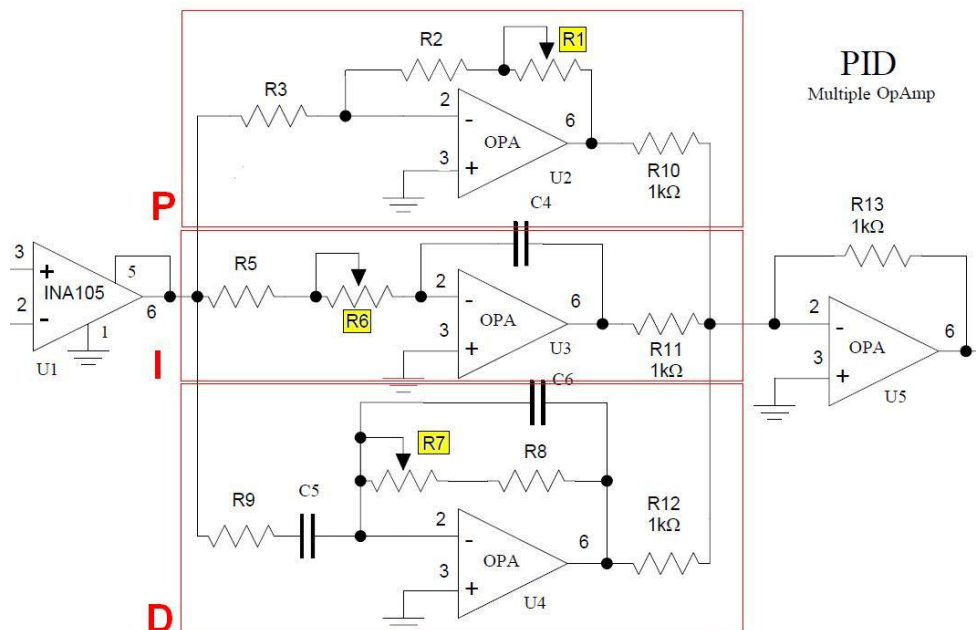 R2
R1
PID
Multiple OpAmp
R3
2
-
6
OPA
3
+
U2
R10
1kΩ
P
C4
R13
1kΩ
3
+
5
INA105
2
-
6
1
U1
R5
R6
2
-
6
OPA
3
+
U3
R11
1kΩ
I
2
-
6
OPA
3
+
U5
C6
R7
R8
R9
C5
2
-
6
OPA
3
+
U4
R12
1kΩ
D